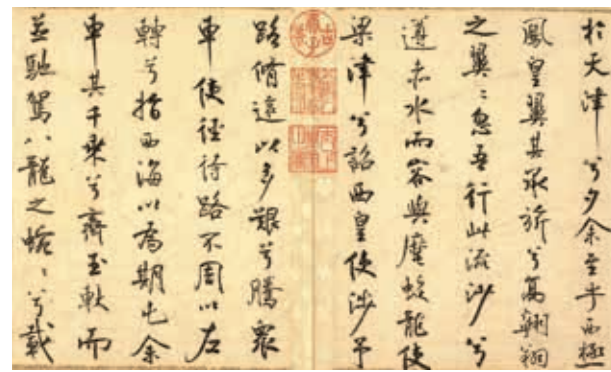 於天津兮夕余至乎西極
鳳皇翼其承旂兮高翱翔
之翼〻忽吾行此流沙兮
遵赤水而容與麾蛟龍使
梁津兮詔西皇使涉予
路脩遠以多艱兮騰衆
車使徑待路不周以左
轉兮指西海以為期屯余
車其千乘兮齊玉軑而
並馳駕八龍之蜿〻兮載